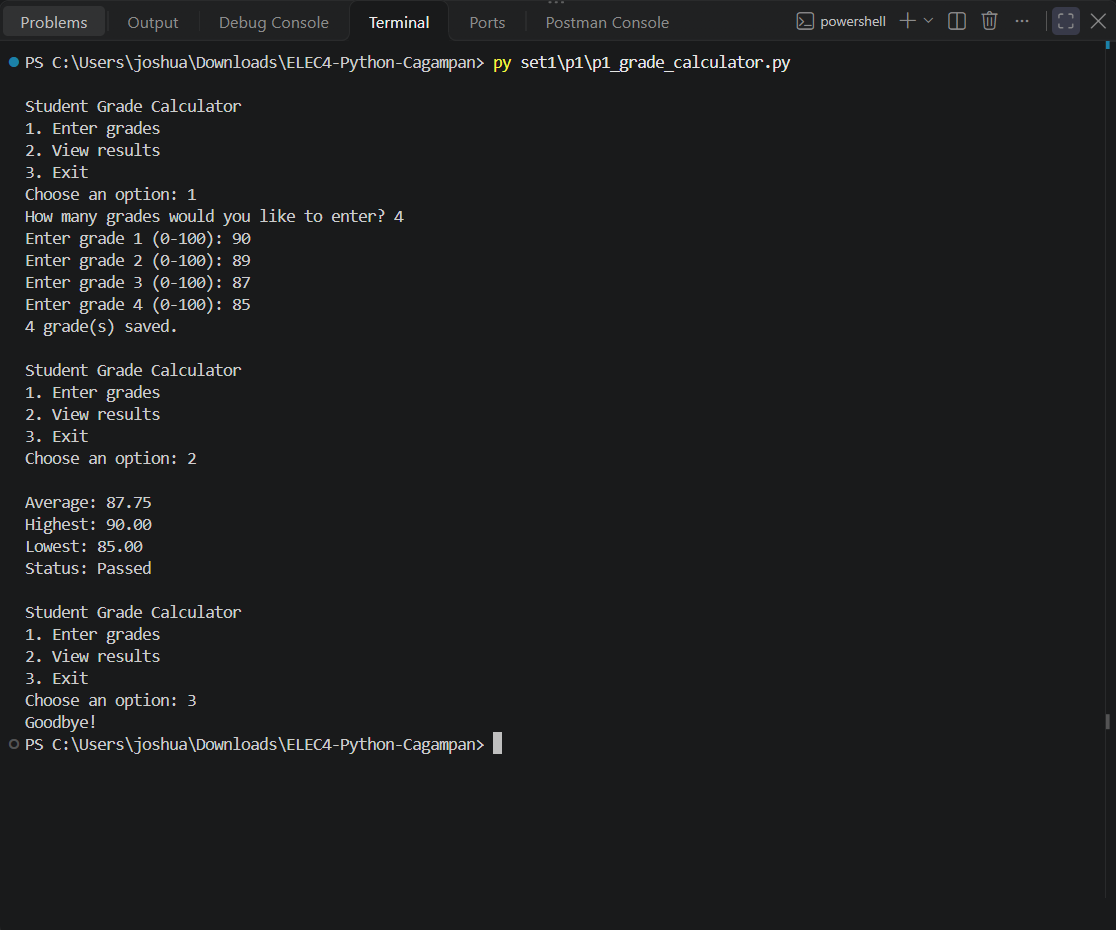 Problems Output Debug Console Terminal Ports Postman Console powershell
PS C:\Users\joshua\Downloads\ELEC4-Python-Cagampan> py set1\p1\p1_grade_calculator.py
Student Grade Calculator
1. Enter grades
2. View results
3. Exit
Choose an option: 1
How many grades would you like to enter? 4
Enter grade 1 (0-100): 90
Enter grade 2 (0-100): 89
Enter grade 3 (0-100): 87
Enter grade 4 (0-100): 85
4 grade(s) saved.
Student Grade Calculator
1. Enter grades
2. View results
3. Exit
Choose an option: 2
Average: 87.75
Highest: 90.00
Lowest: 85.00
Status: Passed
Student Grade Calculator
1. Enter grades
2. View results
3. Exit
Choose an option: 3
Goodbye!
PS C:\Users\joshua\Downloads\ELEC4-Python-Cagampan>